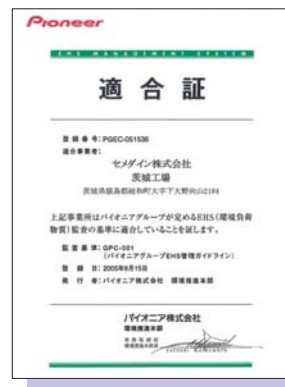 Pioneer
EHS MANAGEMENT SYSTEM
適合証
登録番号：PGEC-051536
適合事業者：
セメダイン株式会社
茨城工場
茨城県猿島郡総和町大字下大野向山2184
上記事業所はパイオニアグループが定めるEHS（環境負荷
物質）監査の基準に適合していることを証します。
監査基準：GPC-001
（パイオニアグループEHS管理ガイドライン）
登録日：2005年9月15日
発行者：パイオニア株式会社 環境推進本部
パイオニア株式会社
環境推進本部